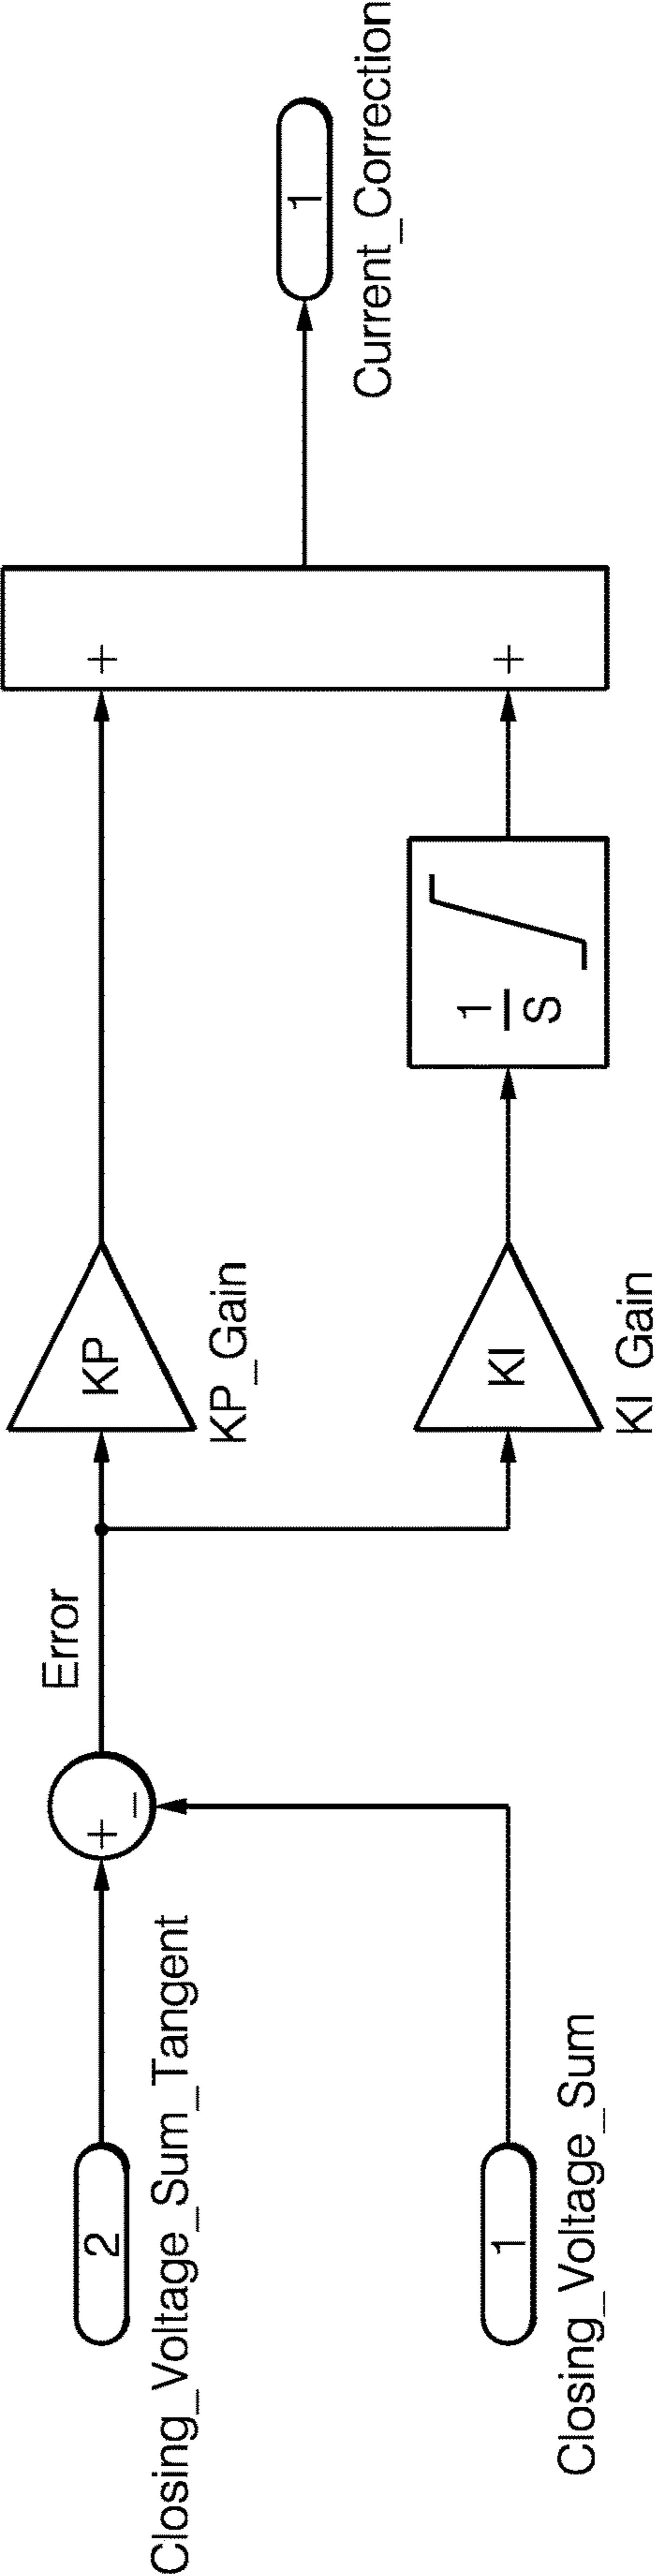 2
Closing_Voltage_Sum_Tangent
+
−
Error
KP
KP_Gain
+
1
Closing_Voltage_Sum
KI
KI Gain
1
S
+
1
Current_Correction